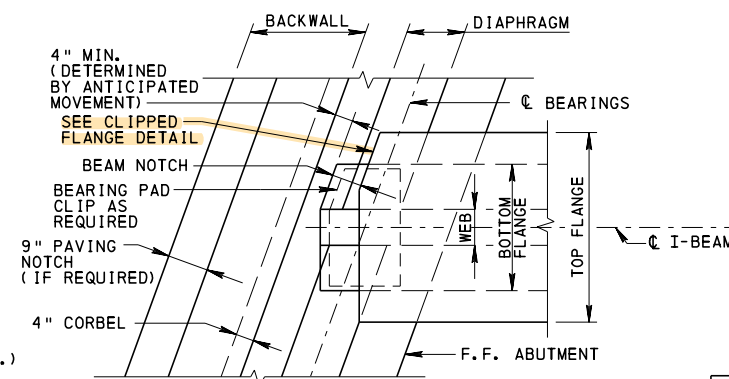 BACKWALL
DIAPHRAGM
4" MIN.
(DETERMINED
BY ANTICIPATED
MOVEMENT)
℄ BEARINGS
SEE CLIPPED
FLANGE DETAIL
BEAM NOTCH
BEARING PAD
CLIP AS
REQUIRED
WEB
BOTTOM
FLANGE
TOP FLANGE
℄ I-BEAM
9" PAVING
NOTCH
(IF REQUIRED)
4" CORBEL
F.F. ABUTMENT
.)